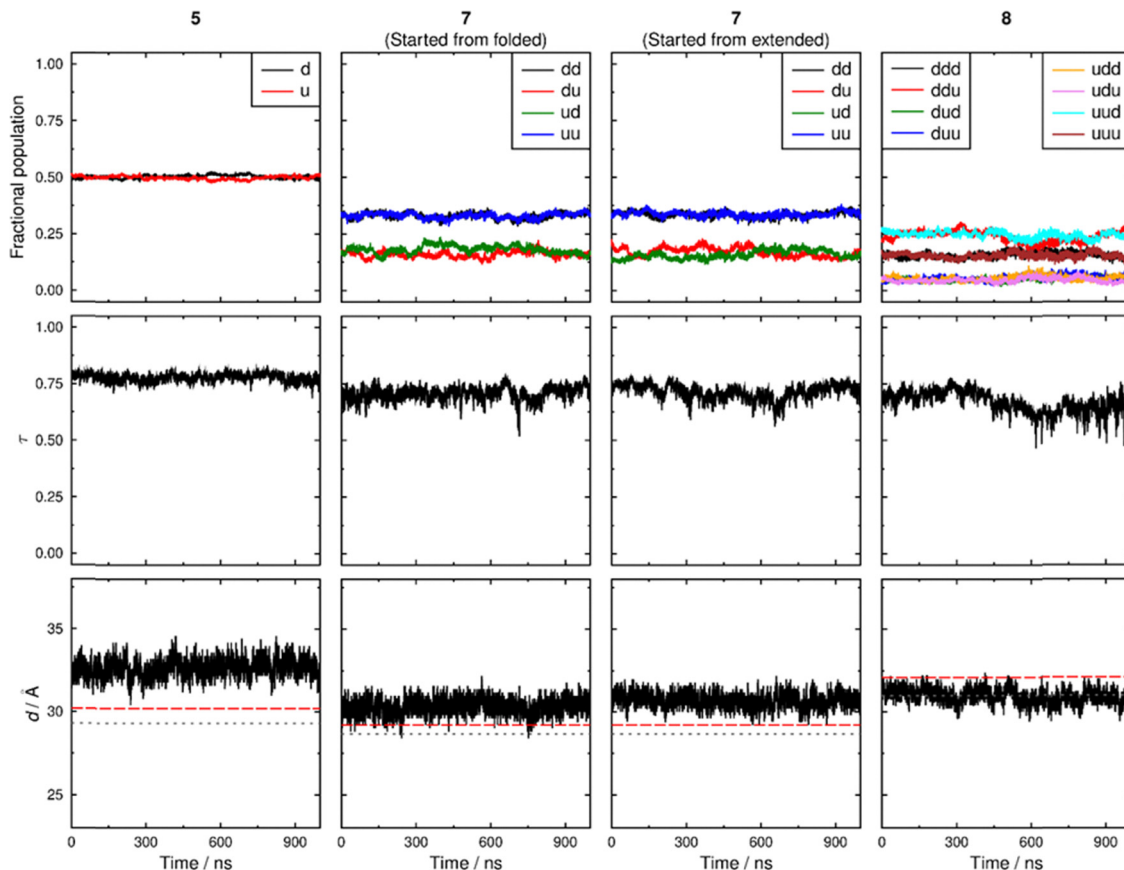 5 7 7 8
(Started from folded) (Started from extended)
d
u
dd
du
ud
uu
dd
du
ud
uu
ddd
ddu
dud
duu
udd
udu
uud
uuu
Fractional population
1.00
0.75
0.50
0.25
0.00
τ
1.00
0.75
0.50
0.25
0.00
d / Å
35
30
25
0 300 600 900 0 300 600 900 0 300 600 900 0 300 600 900
Time / ns Time / ns Time / ns Time / ns